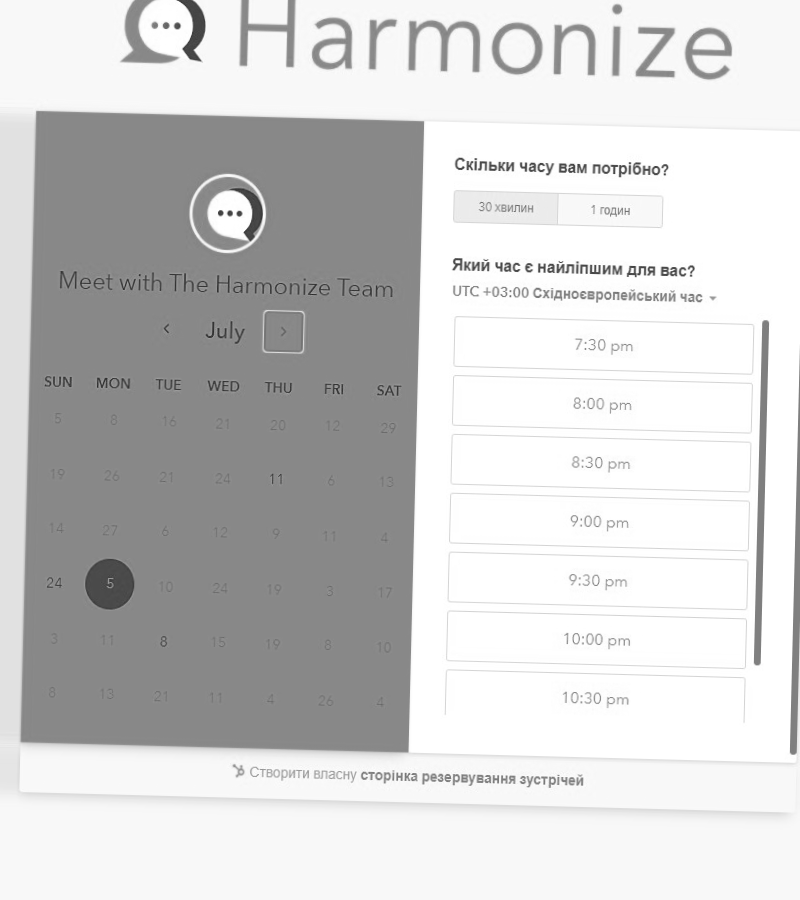 Harmonize
Meet with The Harmonize Team
‹ July ›
SUN MON TUE WED THU FRI SAT
5 8 16 21 20 12 29
19 26 21 24 11 6 13
14 27 6 12 9 11 4
24 5 10 24 19 3 17
3 11 8 15 19 8 10
8 13 21 11 4 26 4
Скільки часу вам потрібно?
30 хвилин 1 годин
Який час є найліпшим для вас?
UTC +03:00 Східноєвропейський час
7:30 pm
8:00 pm
8:30 pm
9:00 pm
9:30 pm
10:00 pm
10:30 pm
Створити власну сторінка резервування зустрічей